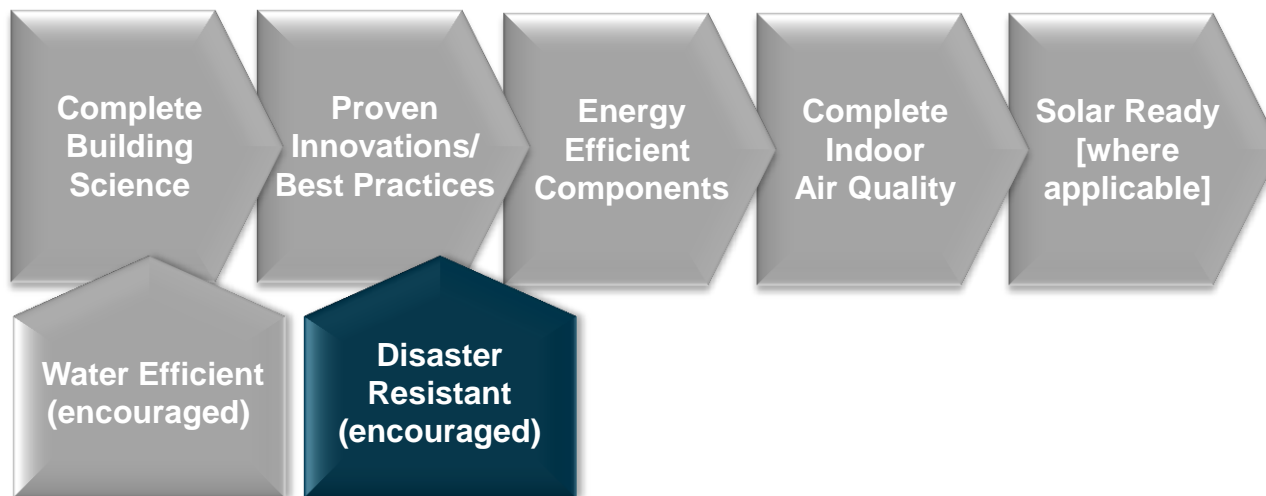 Complete
Building
Science
Proven
Innovations/
Best Practices
Energy
Efficient
Components
Complete
Indoor
Air Quality
Solar Ready
[where
applicable]
Water Efficient
(encouraged)
Disaster
Resistant
(encouraged)